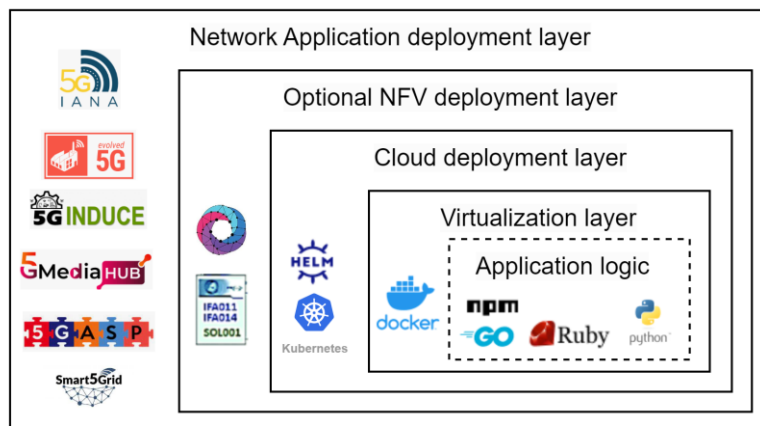 Network Application deployment layer
Optional NFV deployment layer
Cloud deployment layer
Virtualization layer
Application logic
5G
IANA
evolved
5G
5G INDUCE
5GMediaHUB
5GASP
Smart5Grid
IFA011
IFA014
SOL001
HELM
Kubernetes
docker
npm
GO
Ruby
python